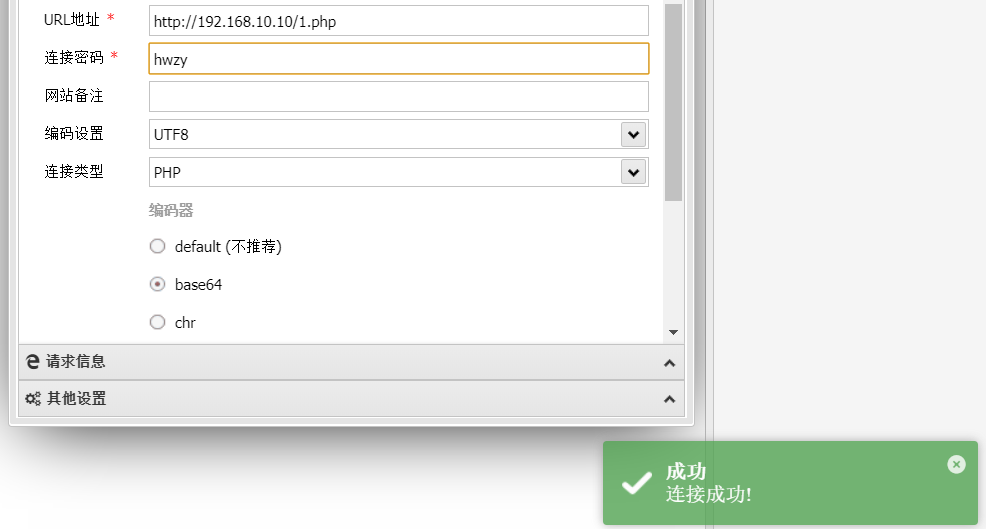 URL地址 * http://192.168.10.10/1.php
连接密码 * hwzy
网站备注
编码设置 UTF8
连接类型 PHP
编码器
default (不推荐)
base64
chr
请求信息
其他设置
成功
连接成功!